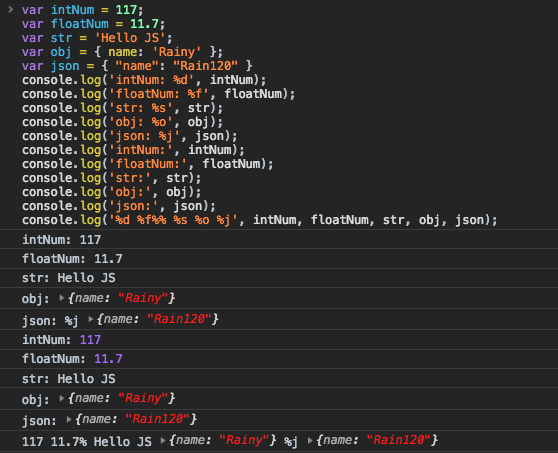 > var intNum = 117;
var floatNum = 11.7;
var str = 'Hello JS';
var obj = { name: 'Rainy' };
var json = { "name": "Rain120" }
console.log('intNum: %d', intNum);
console.log('floatNum: %f', floatNum);
console.log('str: %s', str);
console.log('obj: %o', obj);
console.log('json: %j', json);
console.log('intNum:', intNum);
console.log('floatNum:', floatNum);
console.log('str:', str);
console.log('obj:', obj);
console.log('json:', json);
console.log('%d %f%% %s %o %j', intNum, floatNum, str, obj, json);
intNum: 117
floatNum: 11.7
str: Hello JS
obj: ▸{name: "Rainy"}
json: %j ▸{name: "Rain120"}
intNum: 117
floatNum: 11.7
str: Hello JS
obj: ▸{name: "Rainy"}
json: ▸{name: "Rain120"}
117 11.7% Hello JS ▸{name: "Rainy"} %j ▸{name: "Rain120"}